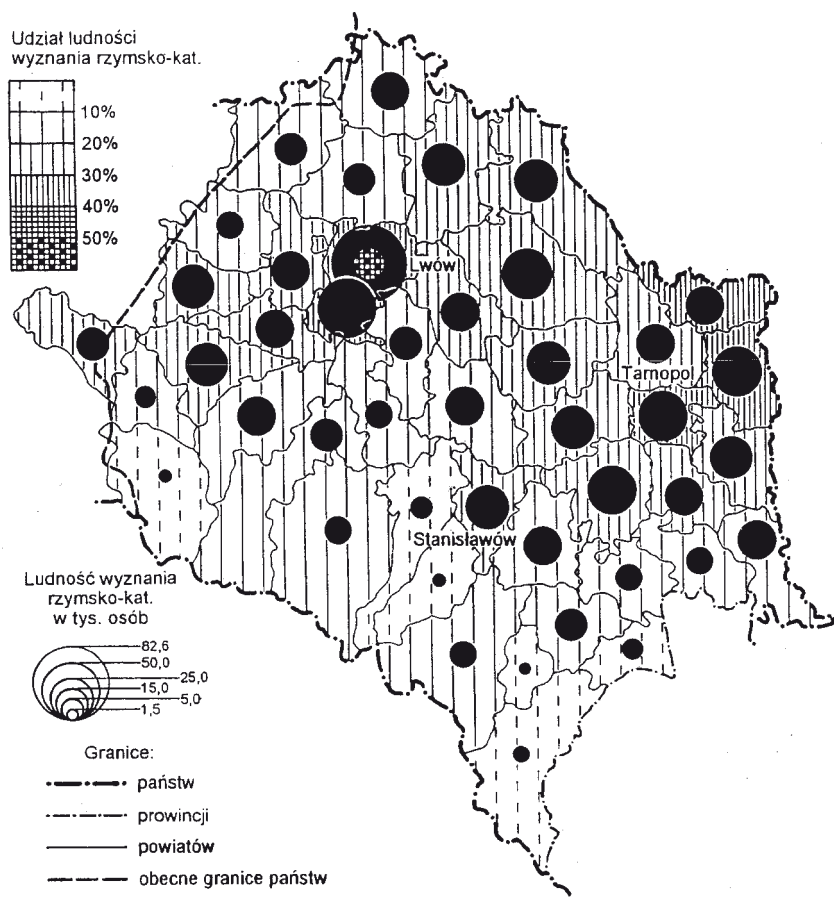 Udział ludności
wyznania rzymsko-kat.
10%
20%
30%
40%
50%
Lwów
Tarnopol
Stanisławów
Ludność wyznania
rzymsko-kat.
w tys. osób
82,6
50,0
25,0
15,0
5,0
1,5
Granice:
państw
prowincji
powiatów
obecne granice państw